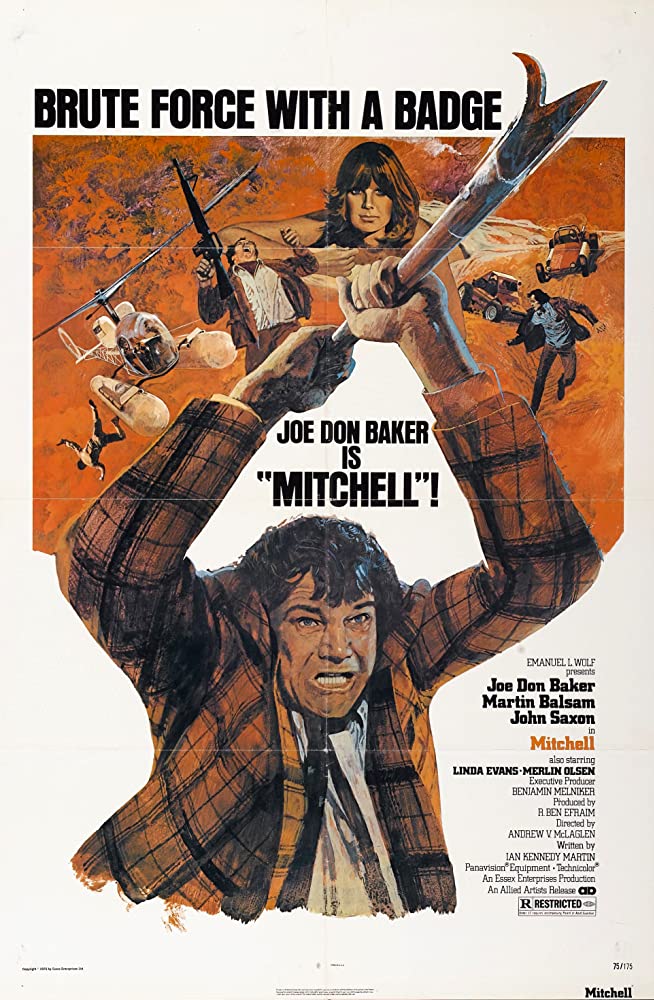 BRUTE FORCE WITH A BADGE
JOE DON BAKER
IS
"MITCHELL"!
EMANUEL L. WOLF
presents
Joe Don Baker
Martin Balsam
John Saxon
in
Mitchell
also starring
LINDA EVANS • MERLIN OLSEN
Executive Producer
BENJAMIN MELNIKER
Produced by
R. BEN EFRAIM
Directed by
ANDREW V. McLAGLEN
Written by
IAN KENNEDY MARTIN
Panavision® Equipment • Technicolor®
An Essex Enterprises Production
An Allied Artists Release
R RESTRICTED
75/175
Mitchell